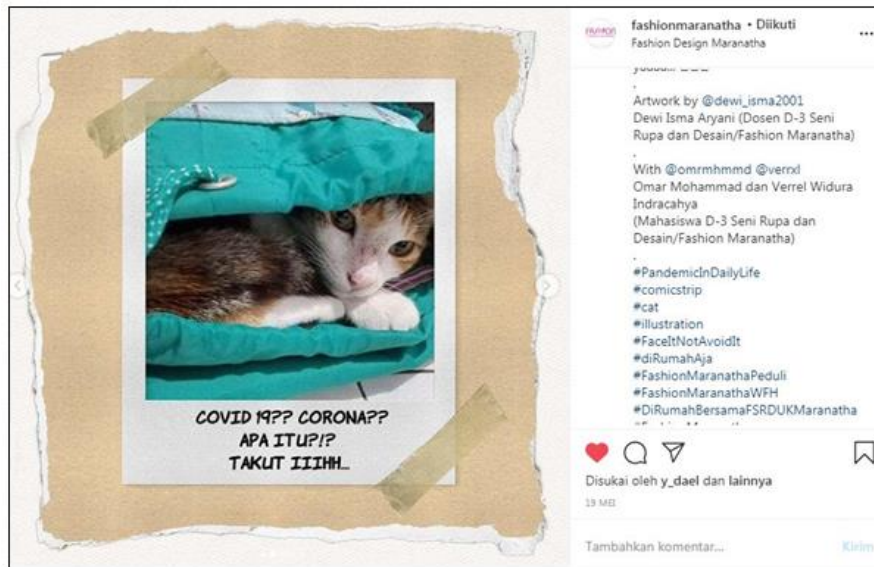 COVID 19?? CORONA??
APA ITU?!?
TAKUT IIIHH...
fashionmaranatha • Diikuti
Fashion Design Maranatha
.
Artwork by @dewi_isma2001
Dewi Isma Aryani (Dosen D-3 Seni
Rupa dan Desain/Fashion Maranatha)
.
With @omrmhmmd @verrxl
Omar Mohammad dan Verrel Widura
Indracahya
(Mahasiswa D-3 Seni Rupa dan
Desain/Fashion Maranatha)
.
#PandemicInDailyLife
#comicstrip
#cat
#illustration
#FaceItNotAvoidIt
#diRumahAja
#FashionMaranathaPeduli
#FashionMaranathaWFH
#DiRumahBersamaFSRDUKMaranatha
Disukai oleh y_dael dan lainnya
19 MEI
Tambahkan komentar...
Kirim